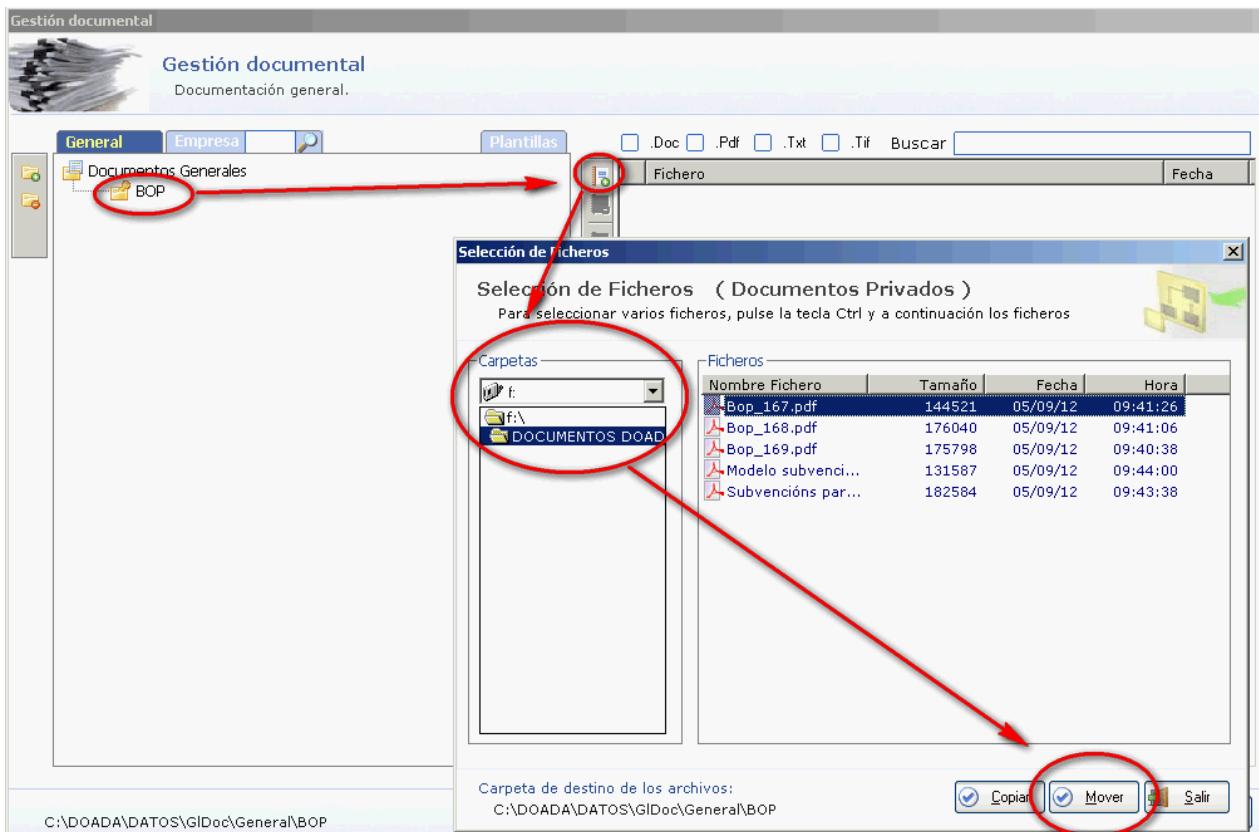 Gestión documental
Gestión documental
Documentación general.
General Empresa Plantillas .Doc .Pdf .Txt .Tif Buscar
Documentos Generales
BOP
Fichero Fecha
Selección de Ficheros
Selección de Ficheros ( Documentos Privados )
Para seleccionar varios ficheros, pulse la tecla Ctrl y a continuación los ficheros
Carpetas
f:
f:\
DOCUMENTOS DOAD
Ficheros
Nombre Fichero Tamaño Fecha Hora
Bop_167.pdf 144521 05/09/12 09:41:26
Bop_168.pdf 176040 05/09/12 09:41:06
Bop_169.pdf 175798 05/09/12 09:40:38
Modelo subvenci... 131587 05/09/12 09:44:00
Subvencións par... 182584 05/09/12 09:43:38
Carpeta de destino de los archivos:
C:\DOADA\DATOS\GlDoc\General\BOP
Copiar Mover Salir
C:\DOADA\DATOS\GlDoc\General\BOP